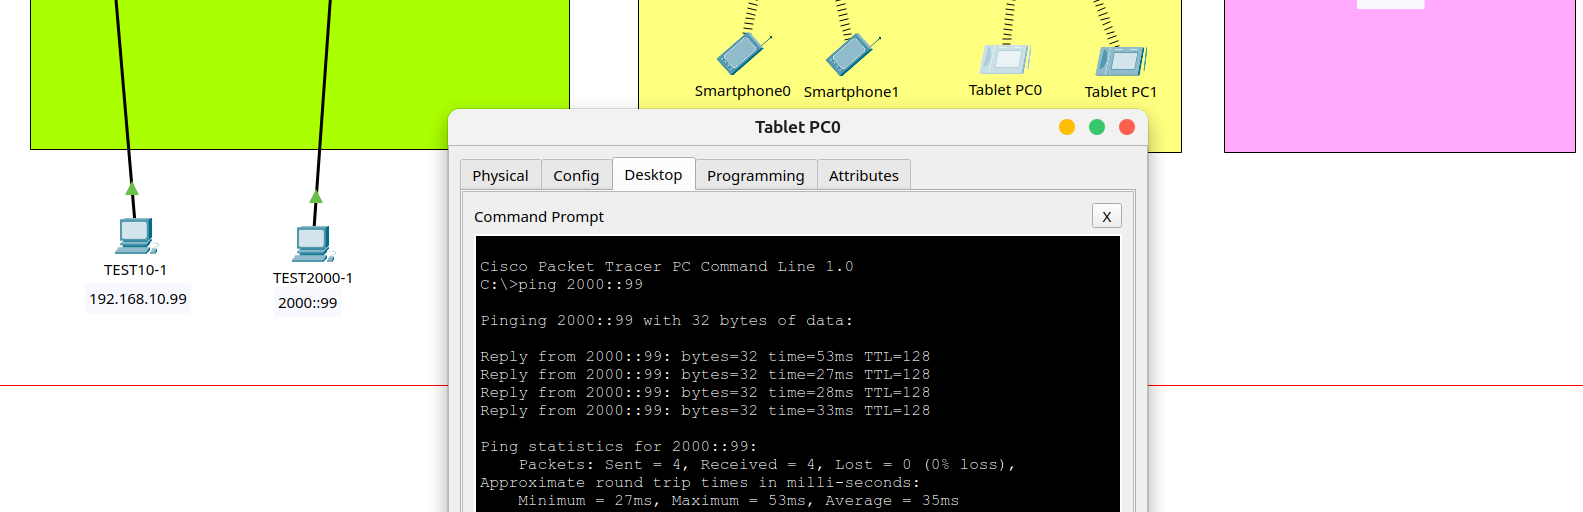 Smartphone0
Smartphone1
Tablet PC0
Tablet PC1
TEST10-1
192.168.10.99
TEST2000-1
2000::99
Tablet PC0
Physical
Config
Desktop
Programming
Attributes
Command Prompt
X
Cisco Packet Tracer PC Command Line 1.0
C:\>ping 2000::99
Pinging 2000::99 with 32 bytes of data:
Reply from 2000::99: bytes=32 time=53ms TTL=128
Reply from 2000::99: bytes=32 time=27ms TTL=128
Reply from 2000::99: bytes=32 time=28ms TTL=128
Reply from 2000::99: bytes=32 time=33ms TTL=128
Ping statistics for 2000::99:
Packets: Sent = 4, Received = 4, Lost = 0 (0% loss),
Approximate round trip times in milli-seconds:
Minimum = 27ms, Maximum = 53ms, Average = 35ms